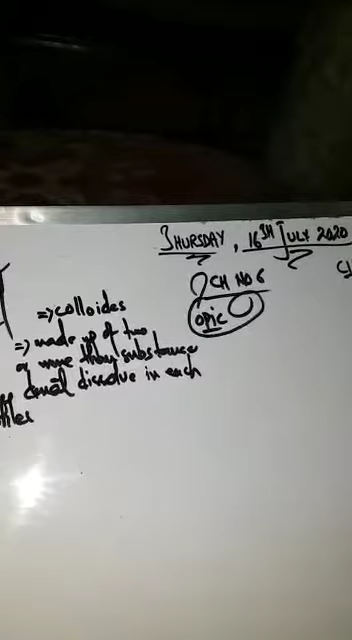 THURSDAY, 16TH JULY 2020
CH NO 6
OPIC
=> colloides
=> made up of two
or more than substance
dissolve in each